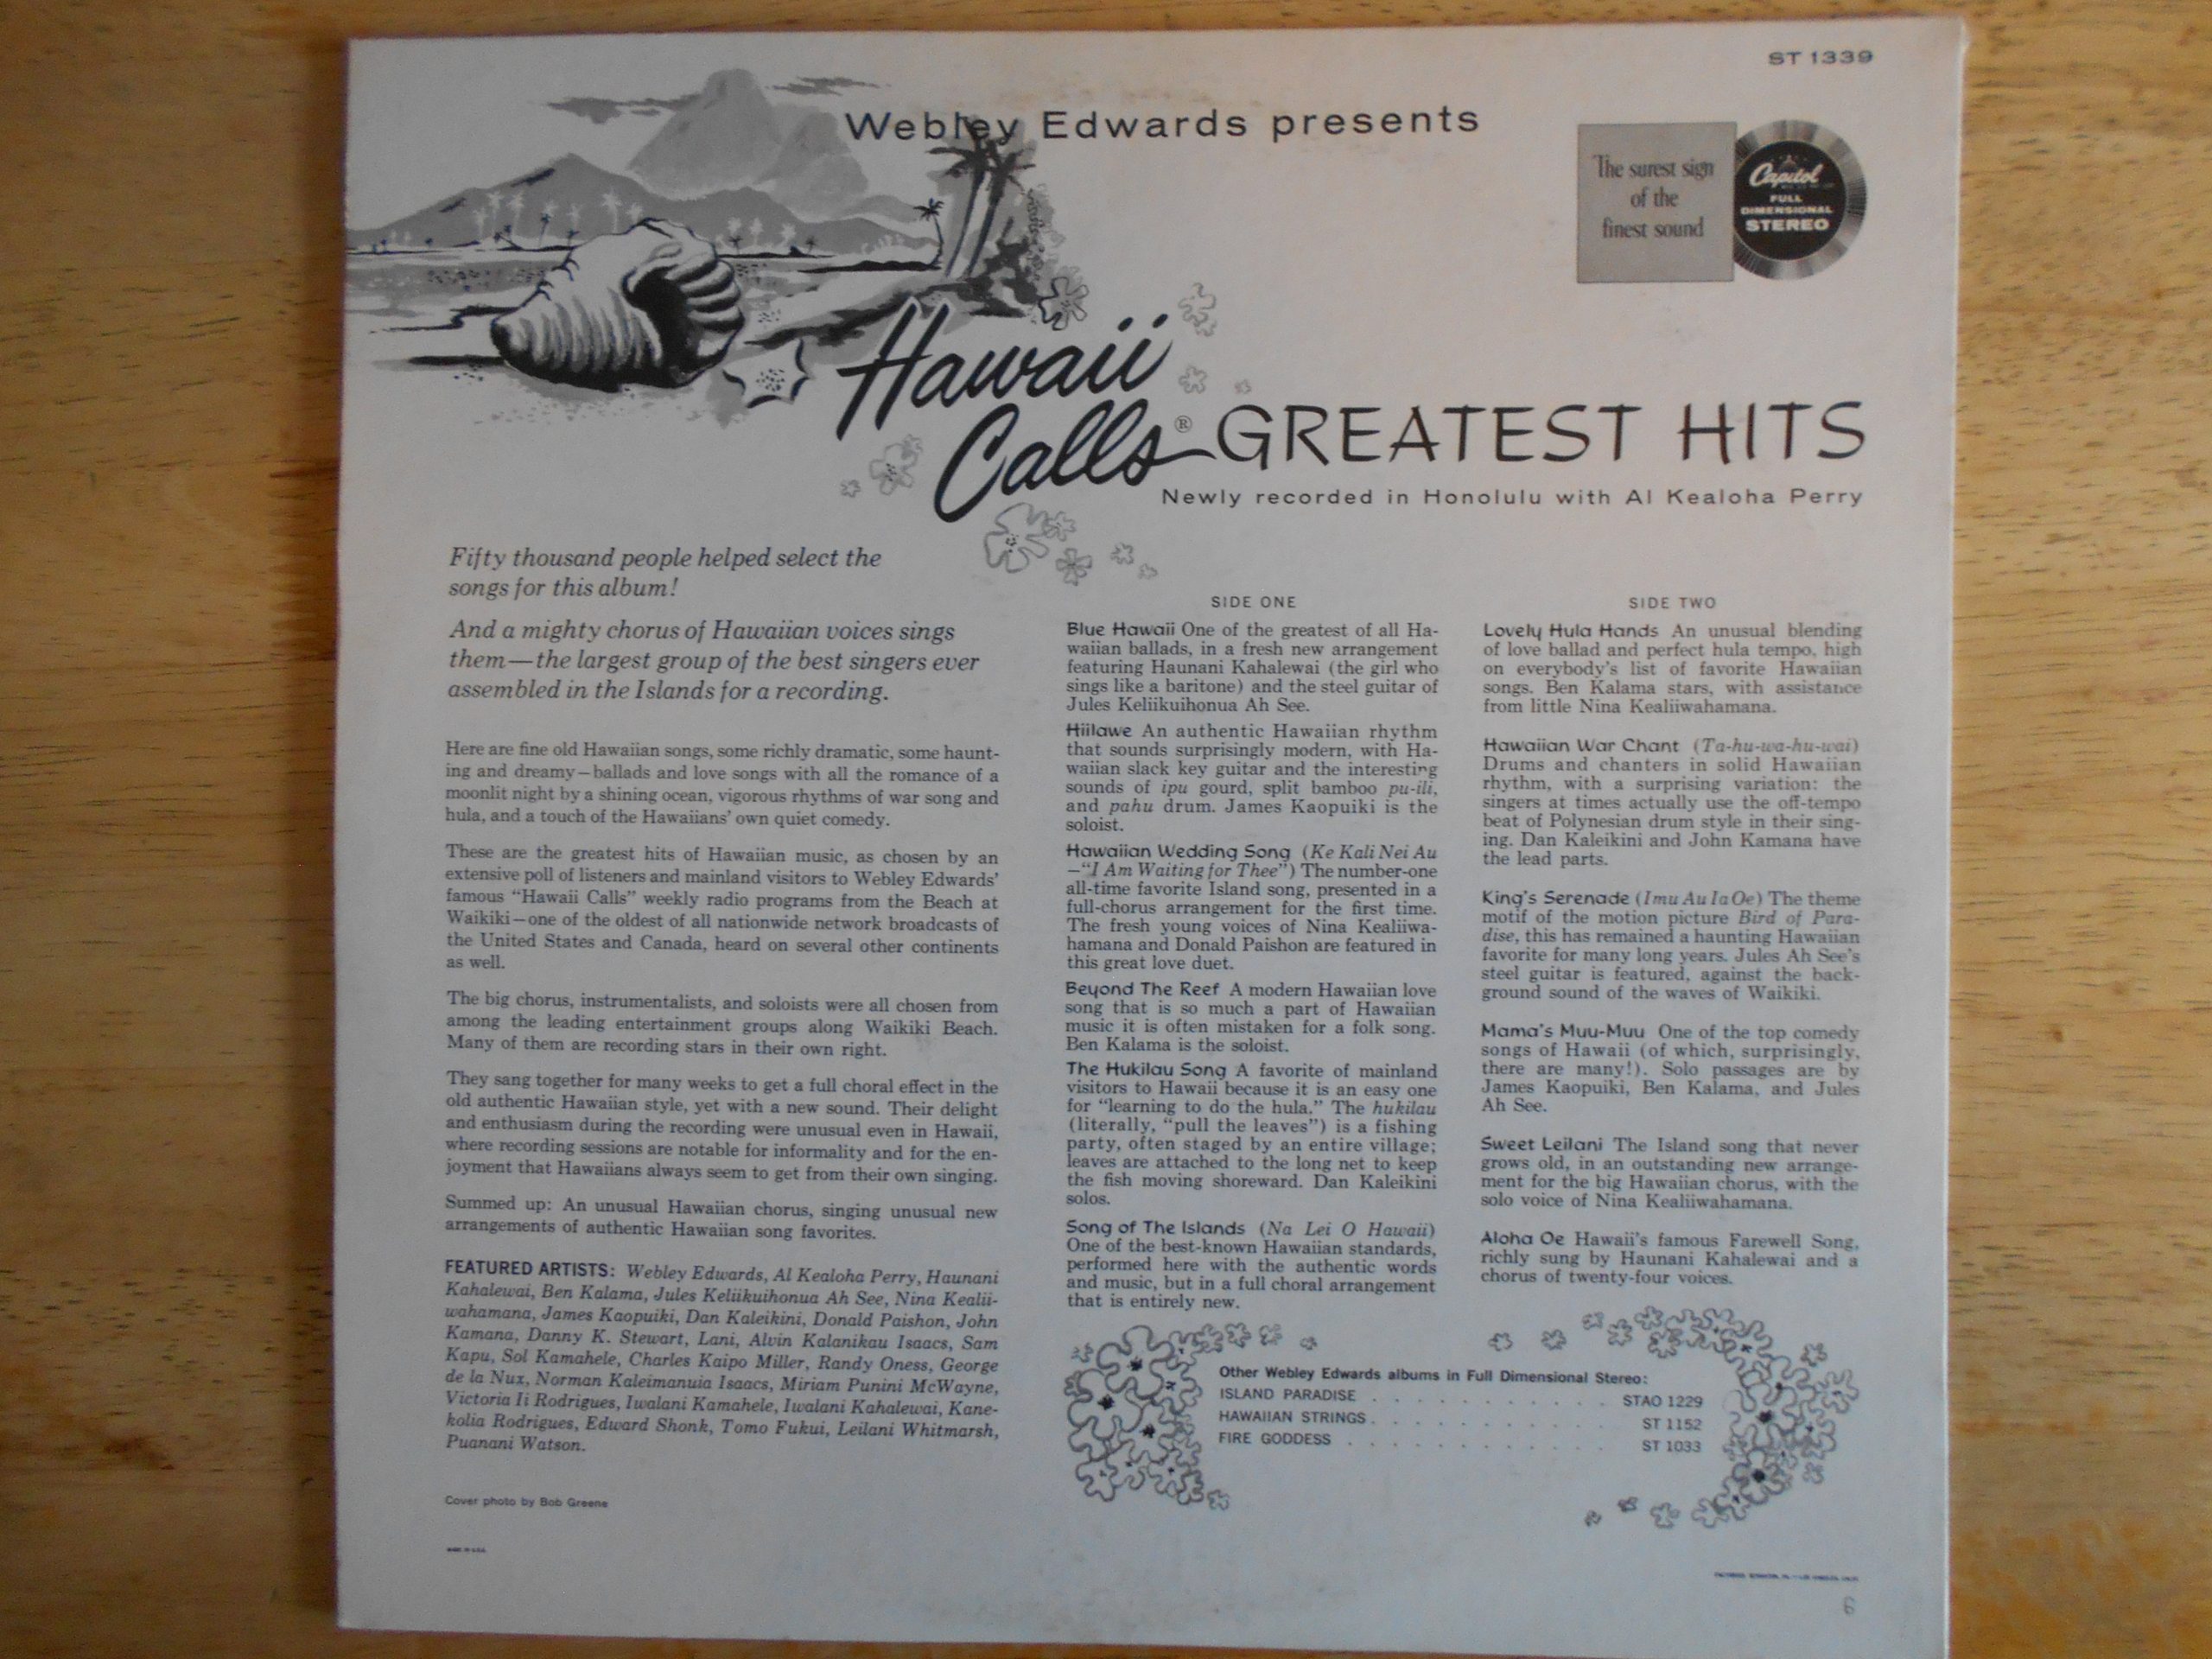 ST 1339
Webley Edwards presents
The surest sign
of the
finest sound
Capitol
FULL
DIMENSIONAL
STEREO
Hawaii
Calls® GREATEST HITS
Newly recorded in Honolulu with Al Kealoha Perry
Fifty thousand people helped select the
songs for this album!
And a mighty chorus of Hawaiian voices sings
them—the largest group of the best singers ever
assembled in the Islands for a recording.
Here are fine old Hawaiian songs, some richly dramatic, some haunt-
ing and dreamy—ballads and love songs with all the romance of a
moonlit night by a shining ocean, vigorous rhythms of war song and
hula, and a touch of the Hawaiians' own quiet comedy.
These are the greatest hits of Hawaiian music, as chosen by an
extensive poll of listeners and mainland visitors to Webley Edwards'
famous "Hawaii Calls" weekly radio programs from the Beach at
Waikiki—one of the oldest of all nationwide network broadcasts of
the United States and Canada, heard on several other continents
as well.
The big chorus, instrumentalists, and soloists were all chosen from
among the leading entertainment groups along Waikiki Beach.
Many of them are recording stars in their own right.
They sang together for many weeks to get a full choral effect in the
old authentic Hawaiian style, yet with a new sound. Their delight
and enthusiasm during the recording were unusual even in Hawaii,
where recording sessions are notable for informality and for the en-
joyment that Hawaiians always seem to get from their own singing.
Summed up: An unusual Hawaiian chorus, singing unusual new
arrangements of authentic Hawaiian song favorites.
FEATURED ARTISTS: Webley Edwards, Al Kealoha Perry, Haunani
Kahalewai, Ben Kalama, Jules Keliikuihonua Ah See, Nina Kealii-
wahamana, James Kaopuiki, Dan Kaleikini, Donald Paishon, John
Kamana, Danny K. Stewart, Lani, Alvin Kalanikau Isaacs, Sam
Kapu, Sol Kamahele, Charles Kaipo Miller, Randy Oness, George
de la Nux, Norman Kaleimanuia Isaacs, Miriam Punini McWayne,
Victoria Ii Rodrigues, Iwalani Kamahele, Iwalani Kahalewai, Kane-
kolia Rodrigues, Edward Shonk, Tomo Fukui, Leilani Whitmarsh,
Puanani Watson.
Cover photo by Bob Greene
MADE IN U.S.A.
SIDE ONE
Blue Hawaii One of the greatest of all Ha-
waiian ballads, in a fresh new arrangement
featuring Haunani Kahalewai (the girl who
sings like a baritone) and the steel guitar of
Jules Keliikuihonua Ah See.
Hiilawe An authentic Hawaiian rhythm
that sounds surprisingly modern, with Ha-
waiian slack key guitar and the interesting
sounds of ipu gourd, split bamboo pu-ili,
and pahu drum. James Kaopuiki is the
soloist.
Hawaiian Wedding Song (Ke Kali Nei Au
—"I Am Waiting for Thee") The number-one
all-time favorite Island song, presented in a
full-chorus arrangement for the first time.
The fresh young voices of Nina Kealiiwa-
hamana and Donald Paishon are featured in
this great love duet.
Beyond The Reef A modern Hawaiian love
song that is so much a part of Hawaiian
music it is often mistaken for a folk song.
Ben Kalama is the soloist.
The Hukilau Song A favorite of mainland
visitors to Hawaii because it is an easy one
for "learning to do the hula." The hukilau
(literally, "pull the leaves") is a fishing
party, often staged by an entire village;
leaves are attached to the long net to keep
the fish moving shoreward. Dan Kaleikini
solos.
Song of The Islands (Na Lei O Hawaii)
One of the best-known Hawaiian standards,
performed here with the authentic words
and music, but in a full choral arrangement
that is entirely new.
SIDE TWO
Lovely Hula Hands An unusual blending
of love ballad and perfect hula tempo, high
on everybody's list of favorite Hawaiian
songs. Ben Kalama stars, with assistance
from little Nina Kealiiwahamana.
Hawaiian War Chant (Ta-hu-wa-hu-wai)
Drums and chanters in solid Hawaiian
rhythm, with a surprising variation: the
singers at times actually use the off-tempo
beat of Polynesian drum style in their sing-
ing. Dan Kaleikini and John Kamana have
the lead parts.
King's Serenade (Imu Au Ia Oe) The theme
motif of the motion picture Bird of Para-
dise, this has remained a haunting Hawaiian
favorite for many long years. Jules Ah See's
steel guitar is featured, against the back-
ground sound of the waves of Waikiki.
Mama's Muu-Muu One of the top comedy
songs of Hawaii (of which, surprisingly,
there are many!). Solo passages are by
James Kaopuiki, Ben Kalama, and Jules
Ah See.
Sweet Leilani The Island song that never
grows old, in an outstanding new arrange-
ment for the big Hawaiian chorus, with the
solo voice of Nina Kealiiwahamana.
Aloha Oe Hawaii's famous Farewell Song,
richly sung by Haunani Kahalewai and a
chorus of twenty-four voices.
Other Webley Edwards albums in Full Dimensional Stereo:
ISLAND PARADISE . . . . . . . . . . . STAO 1229
HAWAIIAN STRINGS . . . . . . . . . . . ST 1152
FIRE GODDESS . . . . . . . . . . . . ST 1033
6